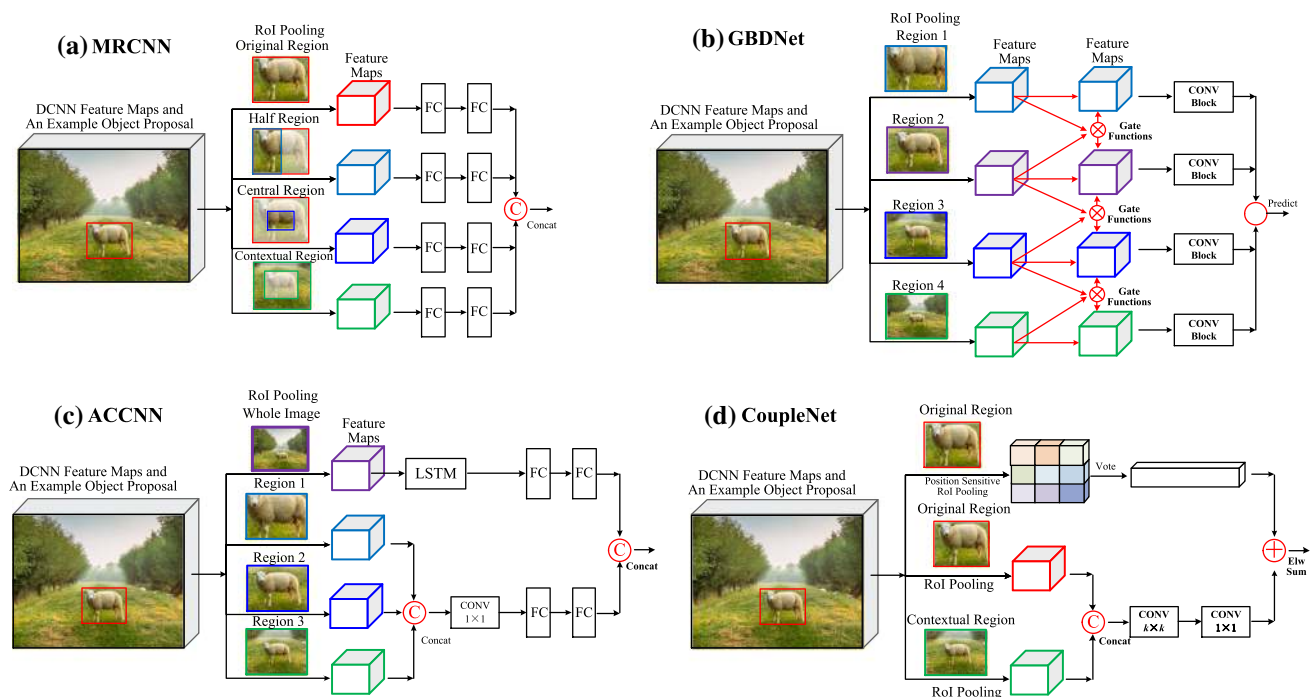 (a) MRCNN
RoI Pooling
Original Region
Feature
Maps
DCNN Feature Maps and
An Example Object Proposal
Half Region
Central Region
Contextual Region
FC
FC
FC
FC
FC
FC
FC
FC
C
Concat
(b) GBDNet
RoI Pooling
Region 1
Feature
Maps
Feature
Maps
DCNN Feature Maps and
An Example Object Proposal
Region 2
Region 3
Region 4
Gate
Functions
Gate
Functions
Gate
Functions
CONV
Block
CONV
Block
CONV
Block
CONV
Block
Predict
(c) ACCNN
RoI Pooling
Whole Image
Feature
Maps
DCNN Feature Maps and
An Example Object Proposal
Region 1
Region 2
Region 3
LSTM
FC
FC
C
Concat
CONV
1×1
FC
FC
C
Concat
(d) CoupleNet
Original Region
DCNN Feature Maps and
An Example Object Proposal
Position Sensitive
RoI Pooling
Vote
Original Region
RoI Pooling
Contextual Region
RoI Pooling
C
Concat
CONV
k×k
CONV
1×1
Elw
Sum